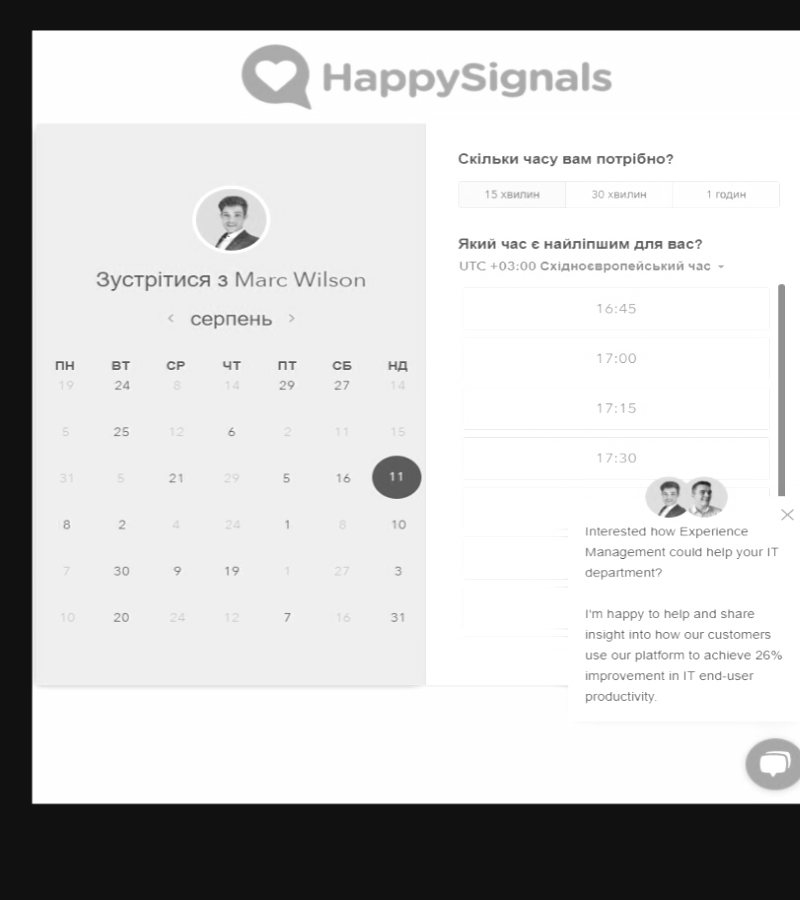 HappySignals
Зустрітися з Marc Wilson
серпень
ПН ВТ СР ЧТ ПТ СБ НД
19 24 8 14 29 27 14
5 25 12 6 2 11 15
31 5 21 29 5 16 11
8 2 4 24 1 8 10
7 30 9 19 1 27 3
10 20 24 12 7 16 31
Скільки часу вам потрібно?
15 хвилин 30 хвилин 1 годин
Який час є найліпшим для вас?
UTC +03:00 Східноєвропейський час
16:45
17:00
17:15
17:30
Interested how Experience
Management could help your IT
department?
I'm happy to help and share
insight into how our customers
use our platform to achieve 26%
improvement in IT end-user
productivity.